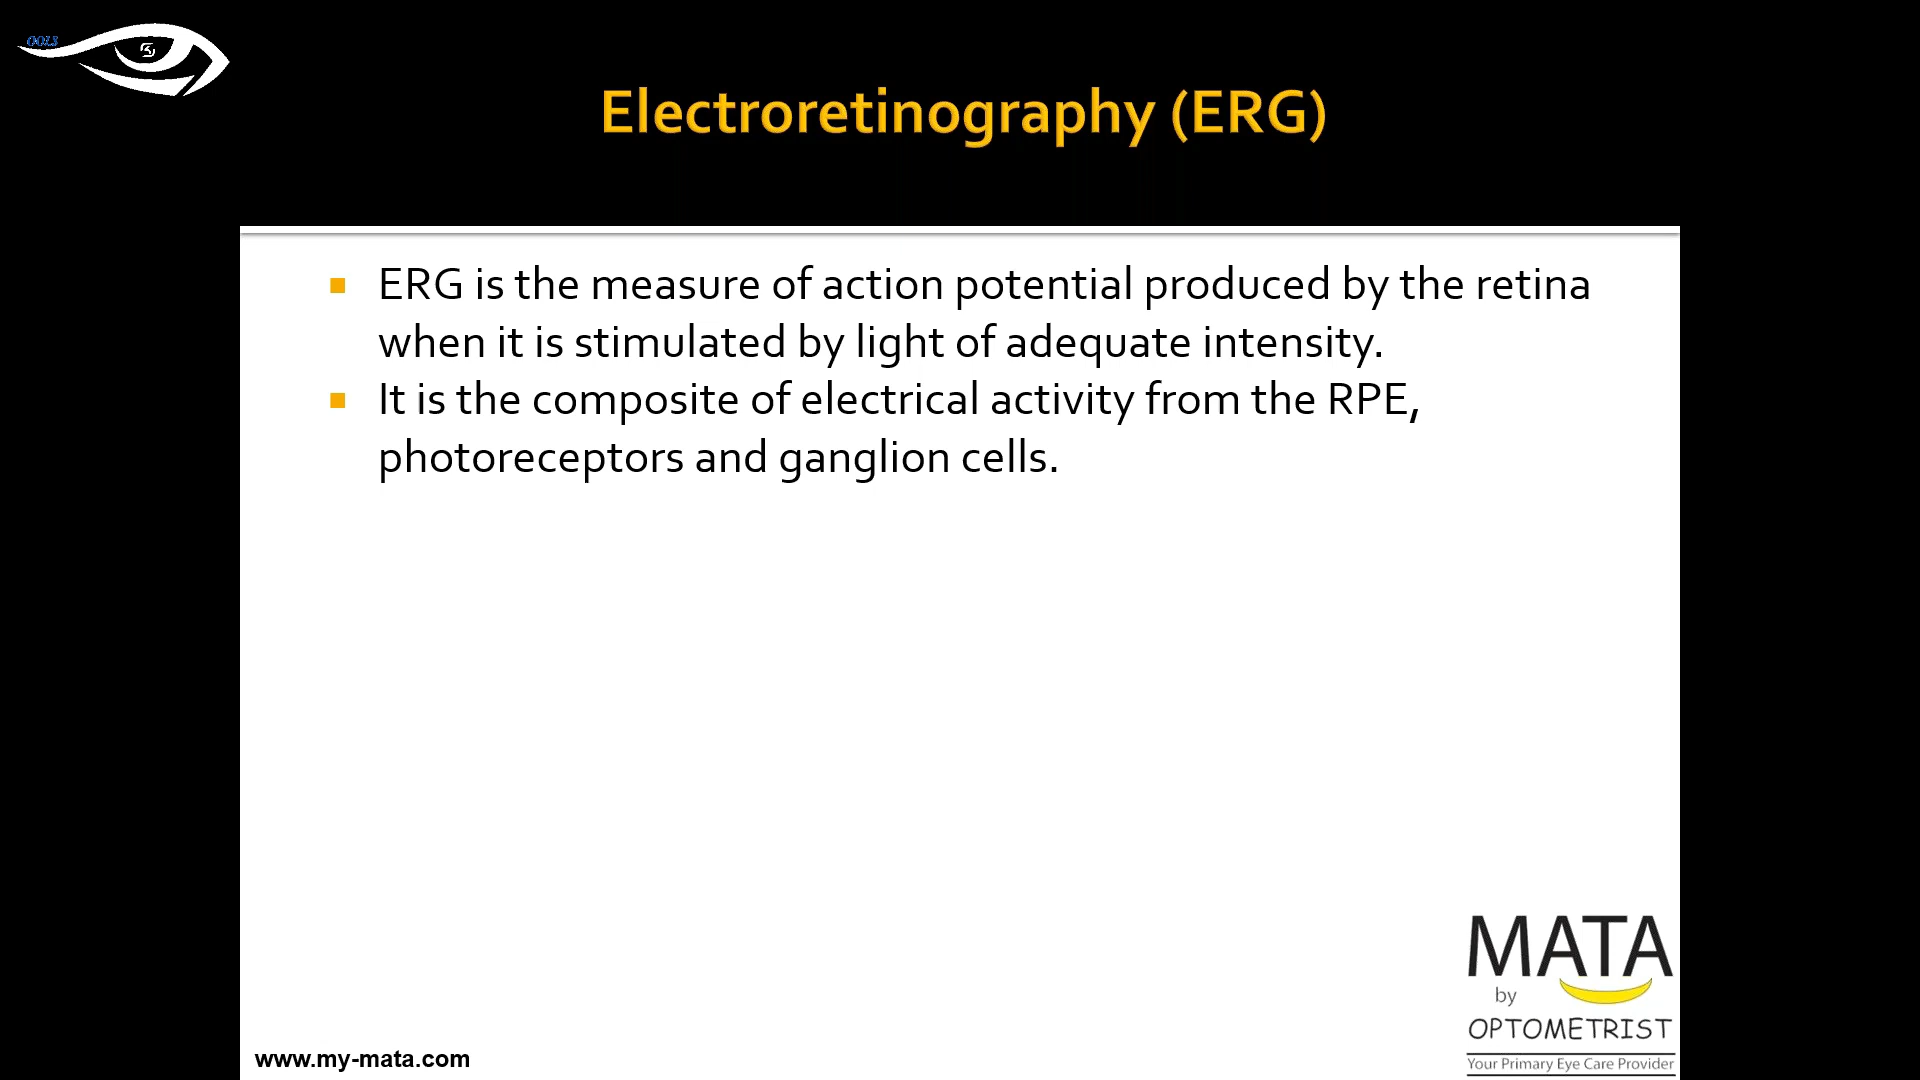 OOLS
Electroretinography (ERG)
▪ ERG is the measure of action potential produced by the retina
when it is stimulated by light of adequate intensity.
▪ It is the composite of electrical activity from the RPE,
photoreceptors and ganglion cells.
MATA
by
OPTOMETRIST
Your Primary Eye Care Provider
www.my-mata.com